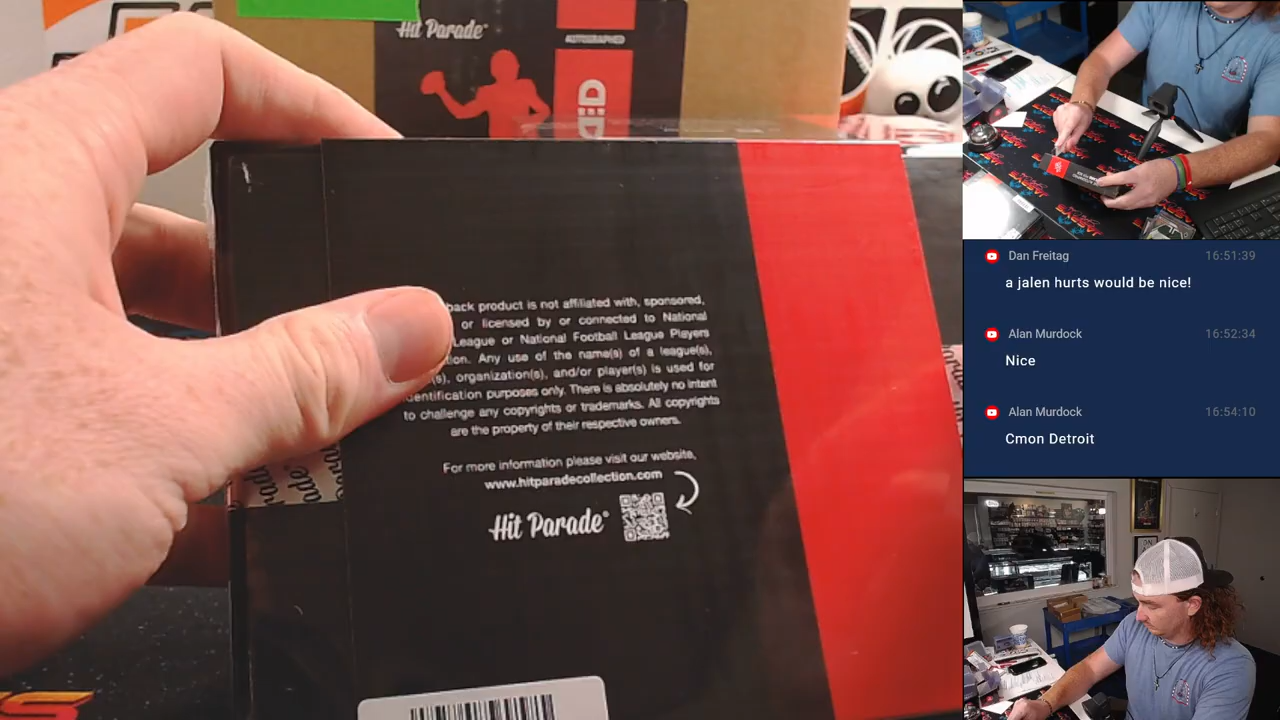 Hit Parade®
AUTOGRAPHED
back product is not affiliated with, sponsored,
or licensed by or connected to National
League or National Football League Players
Any use of the name(s) of a league(s),
organization(s), and/or player(s) is used for
identification purposes only. There is absolutely no intent
to challenge any copyrights or trademarks. All copyrights
are the property of their respective owners.
For more information please visit our website,
www.hitparadecollection.com
Hit Parade®
Dan Freitag 16:51:39
a jalen hurts would be nice!
Alan Murdock 16:52:34
Nice
Alan Murdock 16:54:10
Cmon Detroit